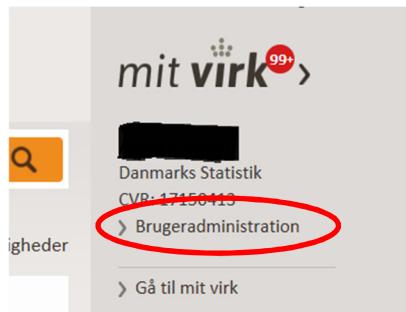 mit virk
99+
Danmarks Statistik
CVR: 17150413
Brugeradministration
igheder
Gå til mit virk